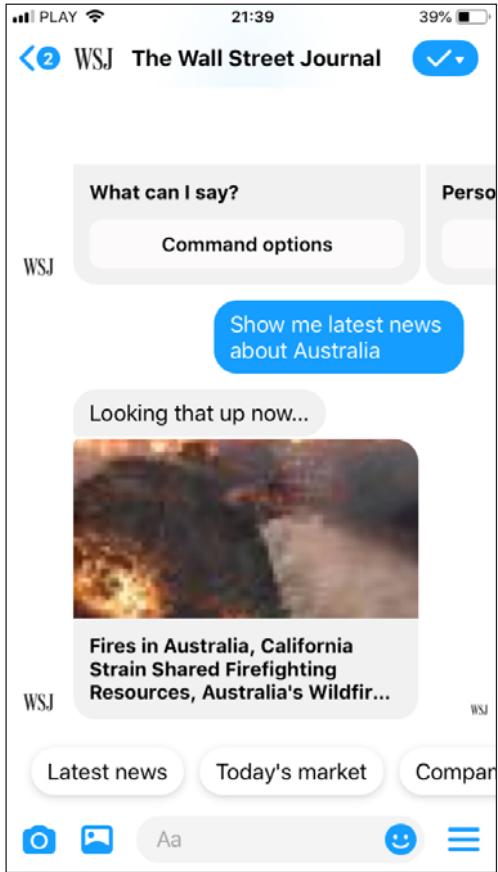 PLAY 21:39 39%
2 WSJ The Wall Street Journal
What can I say? Perso
Command options
WSJ
Show me latest news
about Australia
Looking that up now...
Fires in Australia, California
Strain Shared Firefighting
Resources, Australia's Wildfir...
WSJ
WSJ
Latest news Today's market Compan
Aa